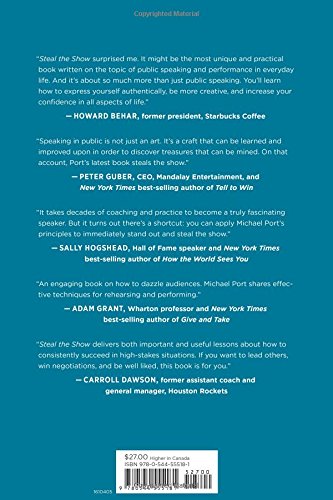 Copyrighted Material
"Steal the Show surprised me. It might be the most unique and practical
book written on the topic of public speaking and performance in everyday
life. And it's about so much more than just public speaking. You'll learn
how to express yourself authentically, be more creative, and increase your
confidence in all aspects of life."
— HOWARD BEHAR, former president, Starbucks Coffee
"Speaking in public is not just an art. It's a craft that can be learned and
improved upon in order to discover treasures that can be mined. On that
account, Port's latest book steals the show."
— PETER GUBER, CEO, Mandalay Entertainment, and
New York Times best-selling author of Tell to Win
"It takes decades of coaching and practice to become a truly fascinating
speaker. But it turns out there's a shortcut: you can apply Michael Port's
principles to immediately stand out and steal the show."
— SALLY HOGSHEAD, Hall of Fame speaker and New York Times
best-selling author of How the World Sees You
"An engaging book on how to dazzle audiences. Michael Port shares effec-
tive techniques for rehearsing and performing."
— ADAM GRANT, Wharton professor and New York Times
best-selling author of Give and Take
"Steal the Show delivers both important and useful lessons about how to
consistently succeed in high-stakes situations. If you want to lead others,
win negotiations, and be well liked, this book is for you."
— CARROLL DAWSON, former assistant coach and
general manager, Houston Rockets
$27.00 Higher in Canada
ISBN 978-0-544-55518-1
52700
9 780544 555181
1600405
Copyrighted Material